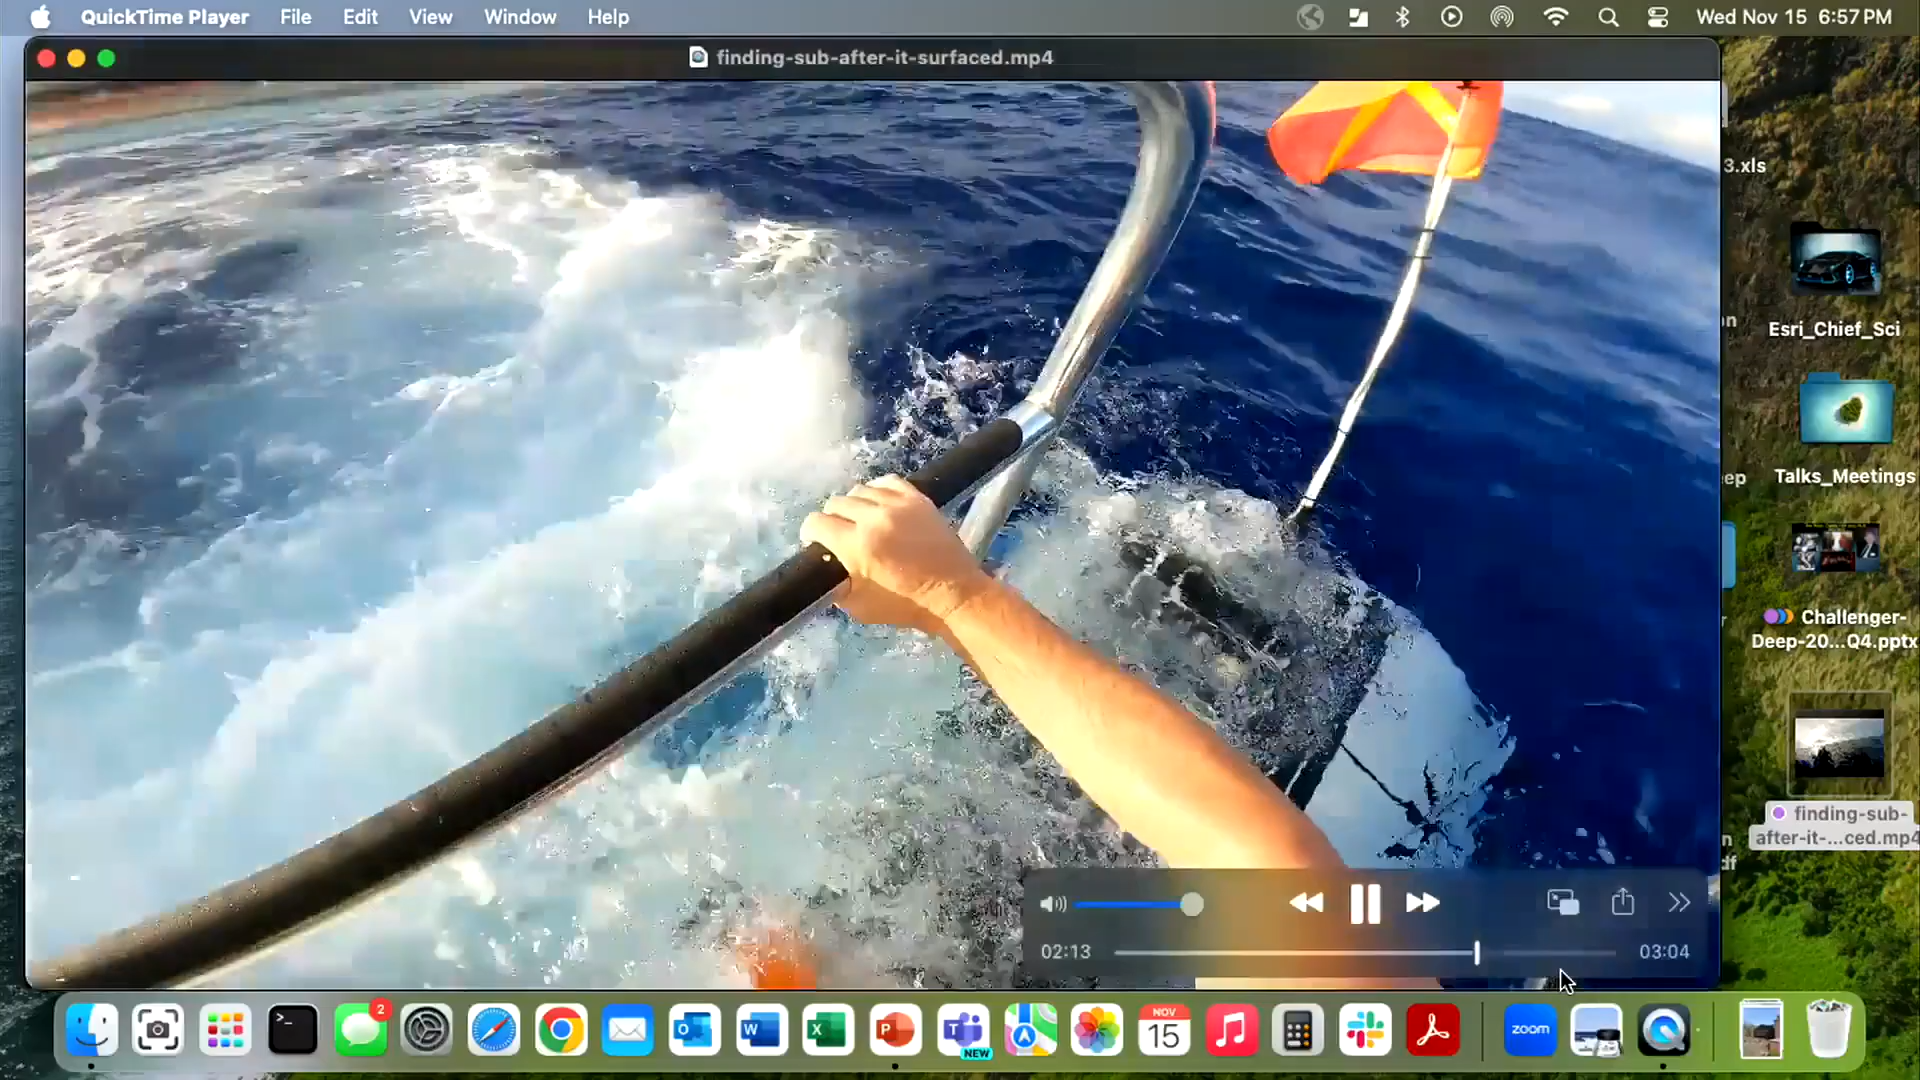 QuickTime Player File Edit View Window Help Wed Nov 15 6:57 PM
finding-sub-after-it-surfaced.mp4
3.xls
Esri_Chief_Sci
Talks_Meetings
Challenger-
Deep-20...Q4.pptx
finding-sub-
after-it-...ced.mp4
02:13 03:04
2
>_
O
W
X
P
T
NEW
NOV
15
zoom